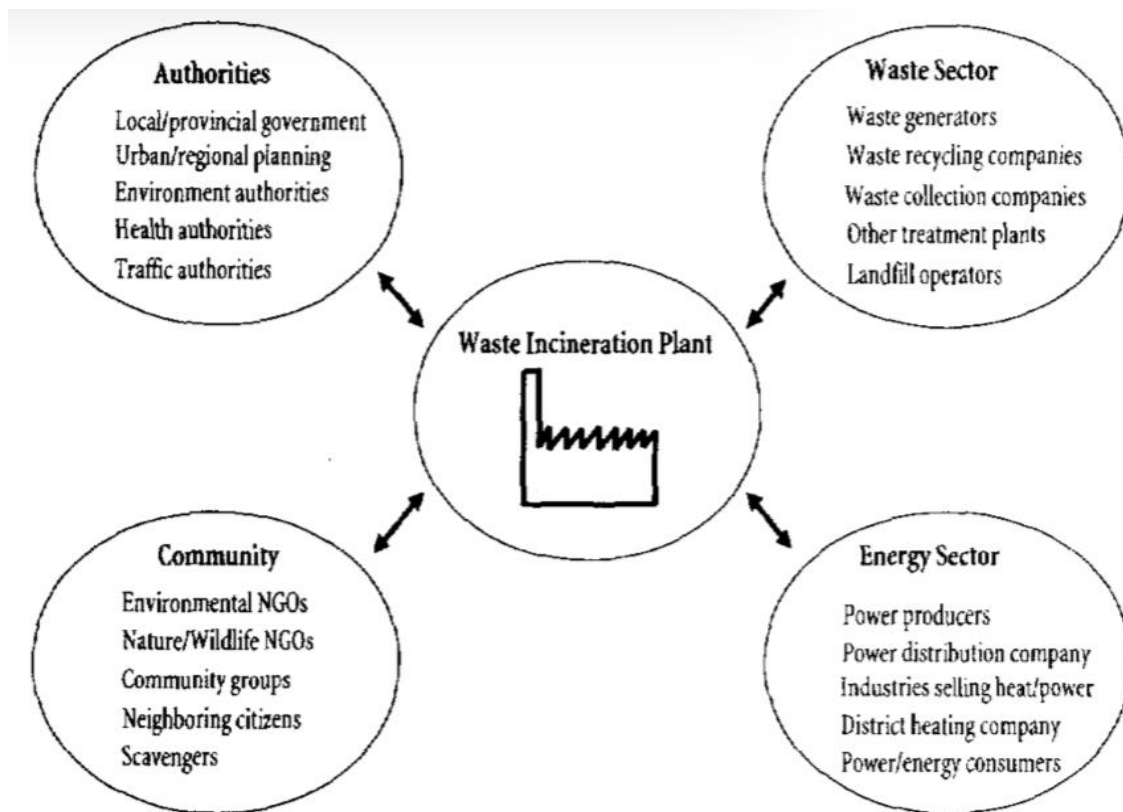 Authorities
Local/provincial government
Urban/regional planning
Environment authorities
Health authorities
Traffic authorities
Waste Sector
Waste generators
Waste recycling companies
Waste collection companies
Other treatment plants
Landfill operators
Waste Incineration Plant
Community
Environmental NGOs
Nature/Wildlife NGOs
Community groups
Neighboring citizens
Scavengers
Energy Sector
Power producers
Power distribution company
Industries selling heat/power
District heating company
Power/energy consumers